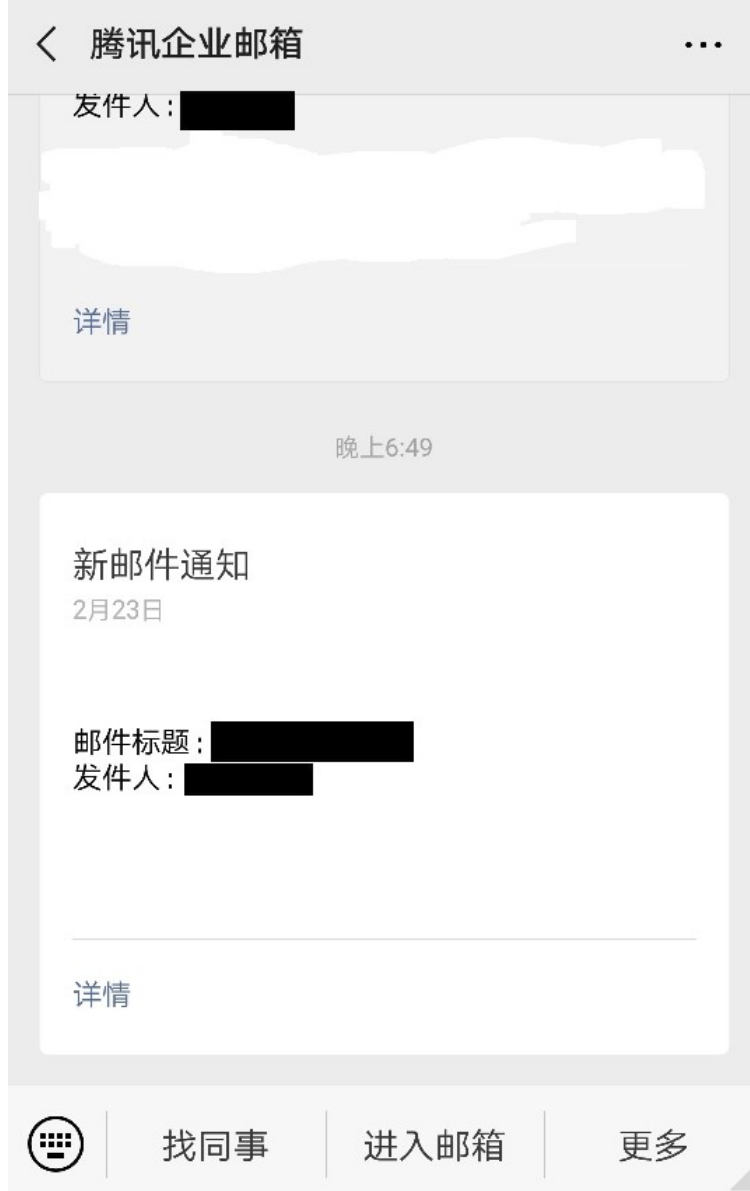 腾讯企业邮箱
发件人:
详情
晚上6:49
新邮件通知
2月23日
邮件标题:
发件人:
详情
找同事
进入邮箱
更多